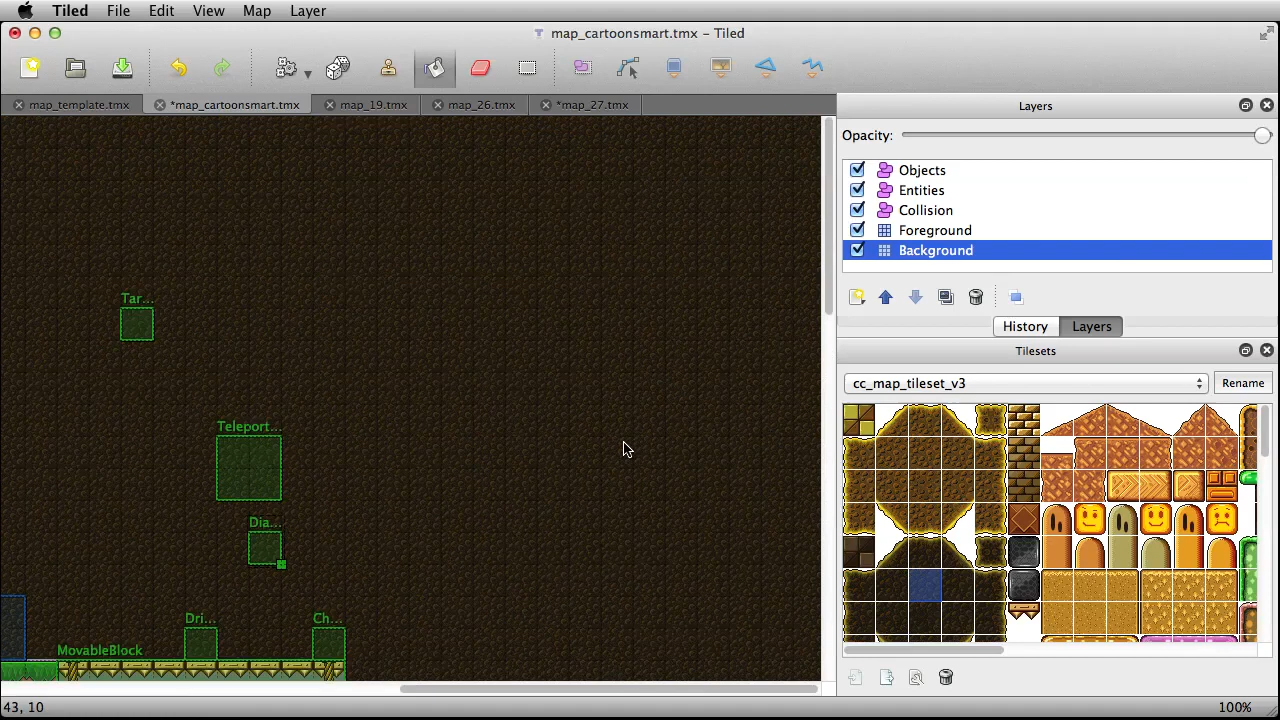 Tiled File Edit View Map Layer
map_cartoonsmart.tmx – Tiled
map_template.tmx *map_cartoonsmart.tmx map_19.tmx map_26.tmx *map_27.tmx
Layers
Opacity:
Objects
Entities
Collision
Foreground
Background
History Layers
Tilesets
cc_map_tileset_v3 Rename
Tar...
Teleport...
Dia...
Dri... Ch...
MovableBlock
43, 10 100%